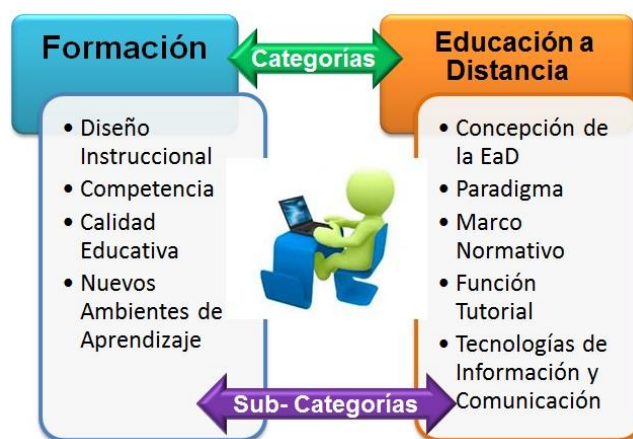 Formación
Categorías
Educación a
Distancia
• Diseño
Instruccional
• Competencia
• Calidad
Educativa
• Nuevos
Ambientes de
Aprendizaje
• Concepción de
la EaD
• Paradigma
• Marco
Normativo
• Función
Tutorial
• Tecnologías de
Información y
Comunicación
Sub- Categorías